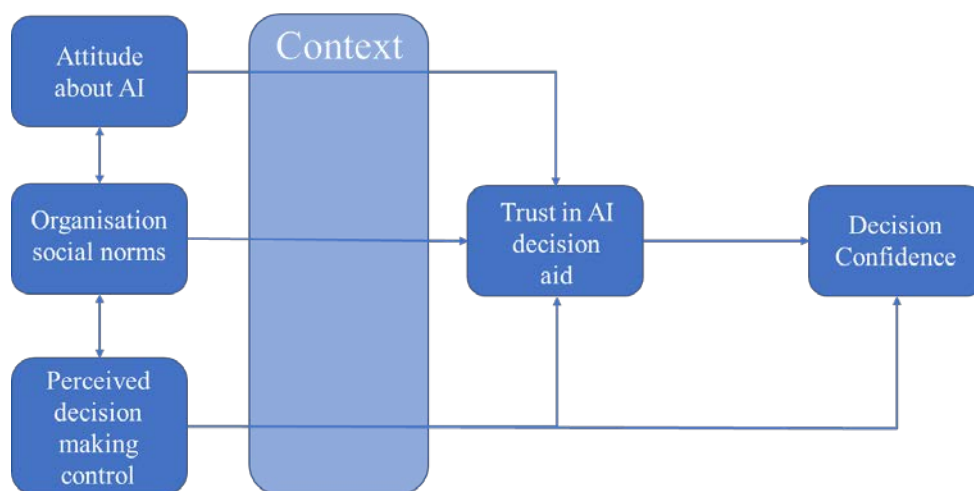 Attitude
about AI
Context
Organisation
social norms
Trust in AI
decision
aid
Decision
Confidence
Perceived
decision
making
control